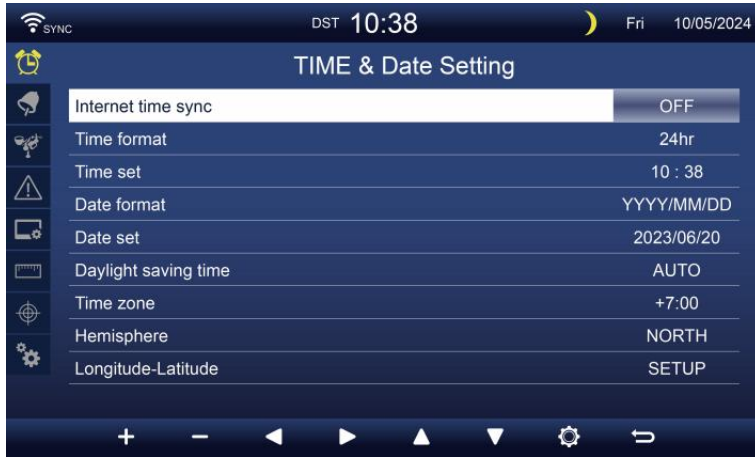 SYNC DST 10:38 Fri 10/05/2024
TIME & Date Setting
Internet time sync OFF
Time format 24hr
Time set 10 : 38
Date format YYYY/MM/DD
Date set 2023/06/20
Daylight saving time AUTO
Time zone +7:00
Hemisphere NORTH
Longitude-Latitude SETUP